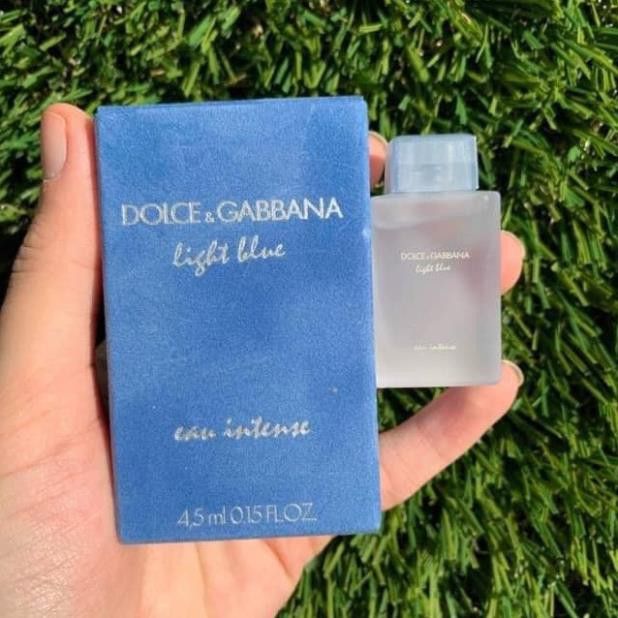 DOLCE & GABBANA
light blue
eau intense
4,5 ml 0.15 FL.OZ.
DOLCE & GABBANA
light blue
eau intense